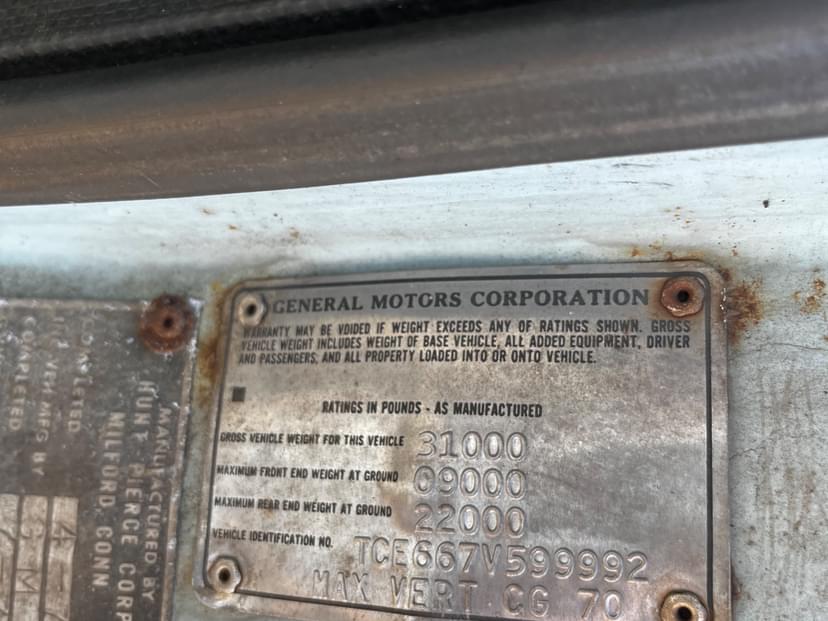 GENERAL MOTORS CORPORATION
WARRANTY MAY BE VOIDED IF WEIGHT EXCEEDS ANY OF RATINGS SHOWN. GROSS
VEHICLE WEIGHT INCLUDES WEIGHT OF BASE VEHICLE, ALL ADDED EQUIPMENT, DRIVER
AND PASSENGERS, AND ALL PROPERTY LOADED INTO OR ONTO VEHICLE.
RATINGS IN POUNDS - AS MANUFACTURED
GROSS VEHICLE WEIGHT FOR THIS VEHICLE 31000
MAXIMUM FRONT END WEIGHT AT GROUND 09000
MAXIMUM REAR END WEIGHT AT GROUND 22000
VEHICLE IDENTIFICATION NO. TCE667V599992
MAX VERT CG 70
MANUFACTURED BY
HUNT PIERCE CORP
MILFORD, CONN
COMPLETED
VEH MFG BY